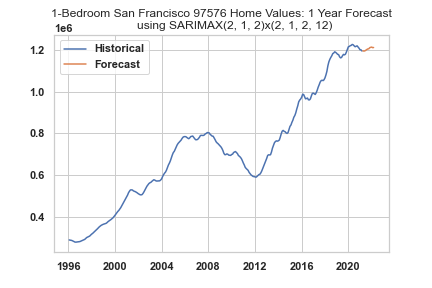 1-Bedroom San Francisco 97576 Home Values: 1 Year Forecast
using SARIMAX(2, 1, 2)x(2, 1, 2, 12)
1e6
Historical
Forecast
1.2
1.0
0.8
0.6
0.4
1996 2000 2004 2008 2012 2016 2020